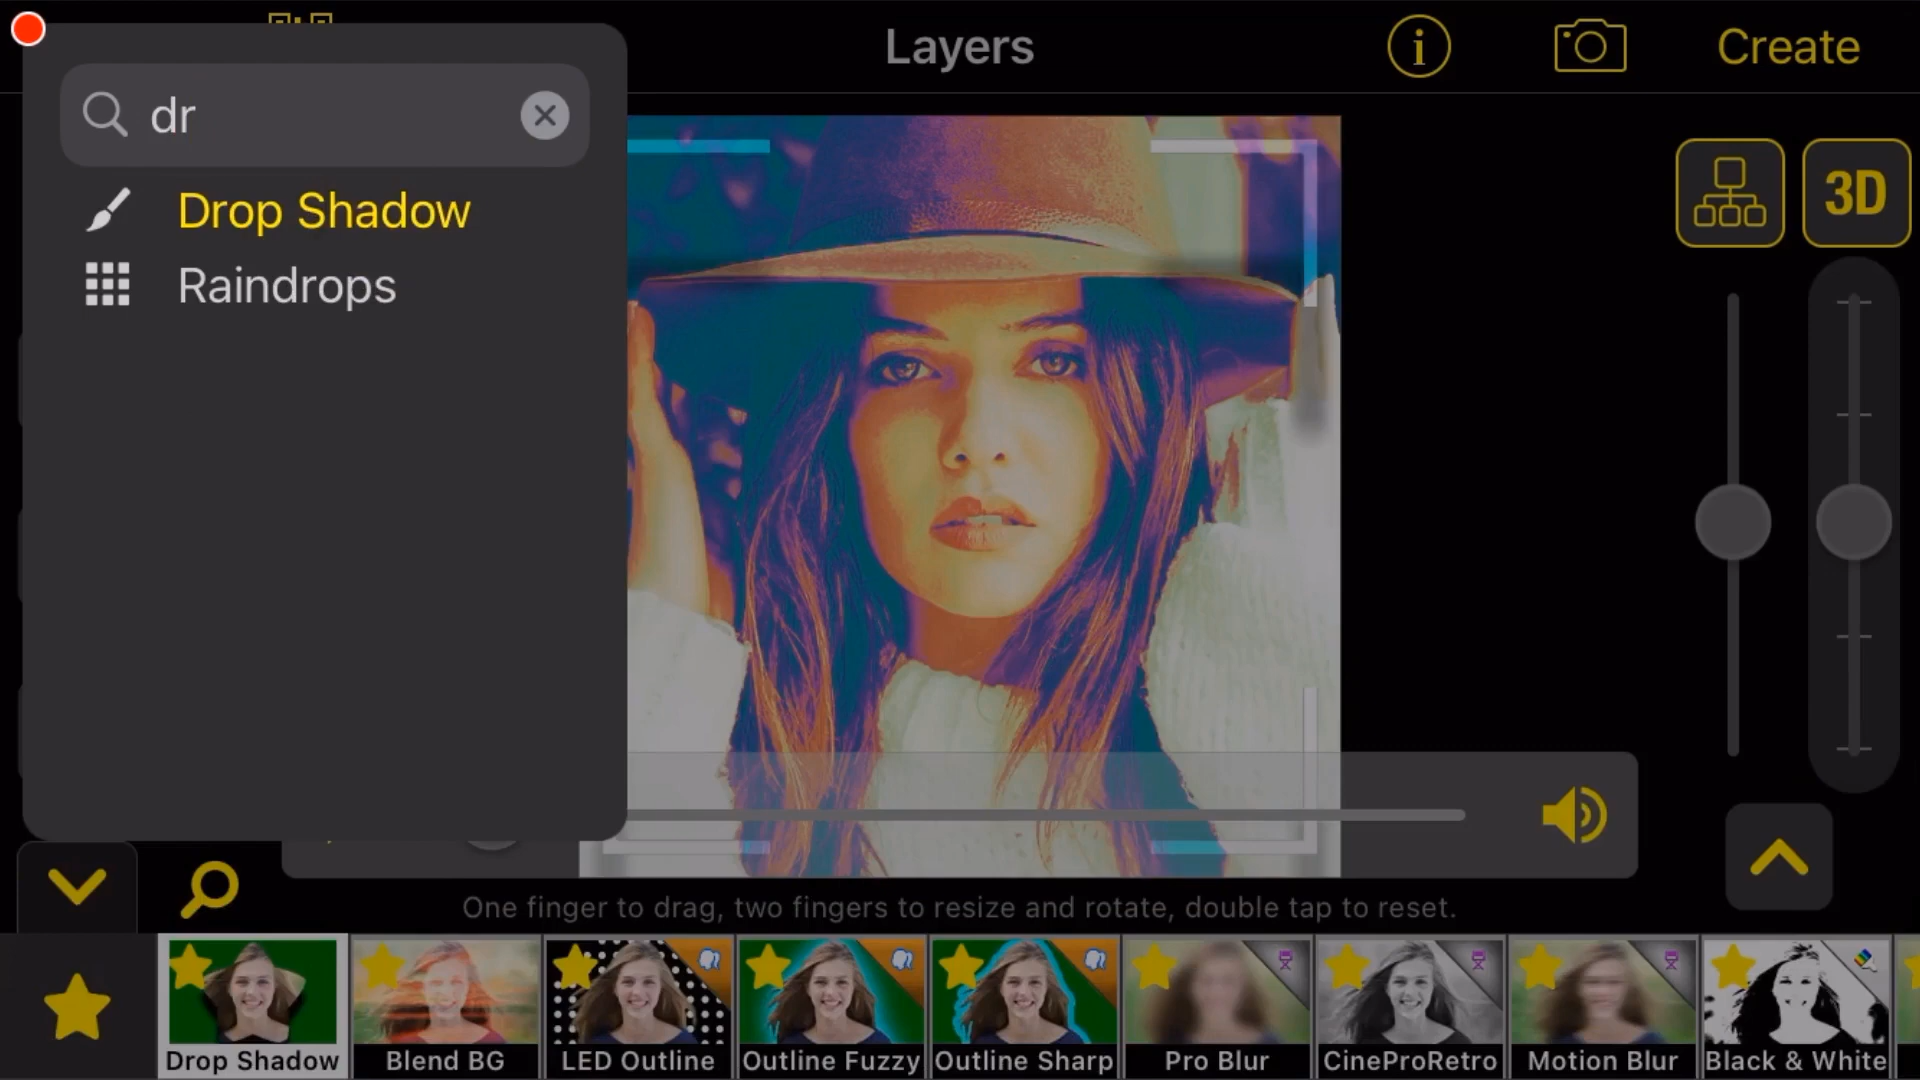 Layers
Create
dr
Drop Shadow
Raindrops
3D
One finger to drag, two fingers to resize and rotate, double tap to reset.
Drop Shadow
Blend BG
LED Outline
Outline Fuzzy
Outline Sharp
Pro Blur
CineProRetro
Motion Blur
Black & White